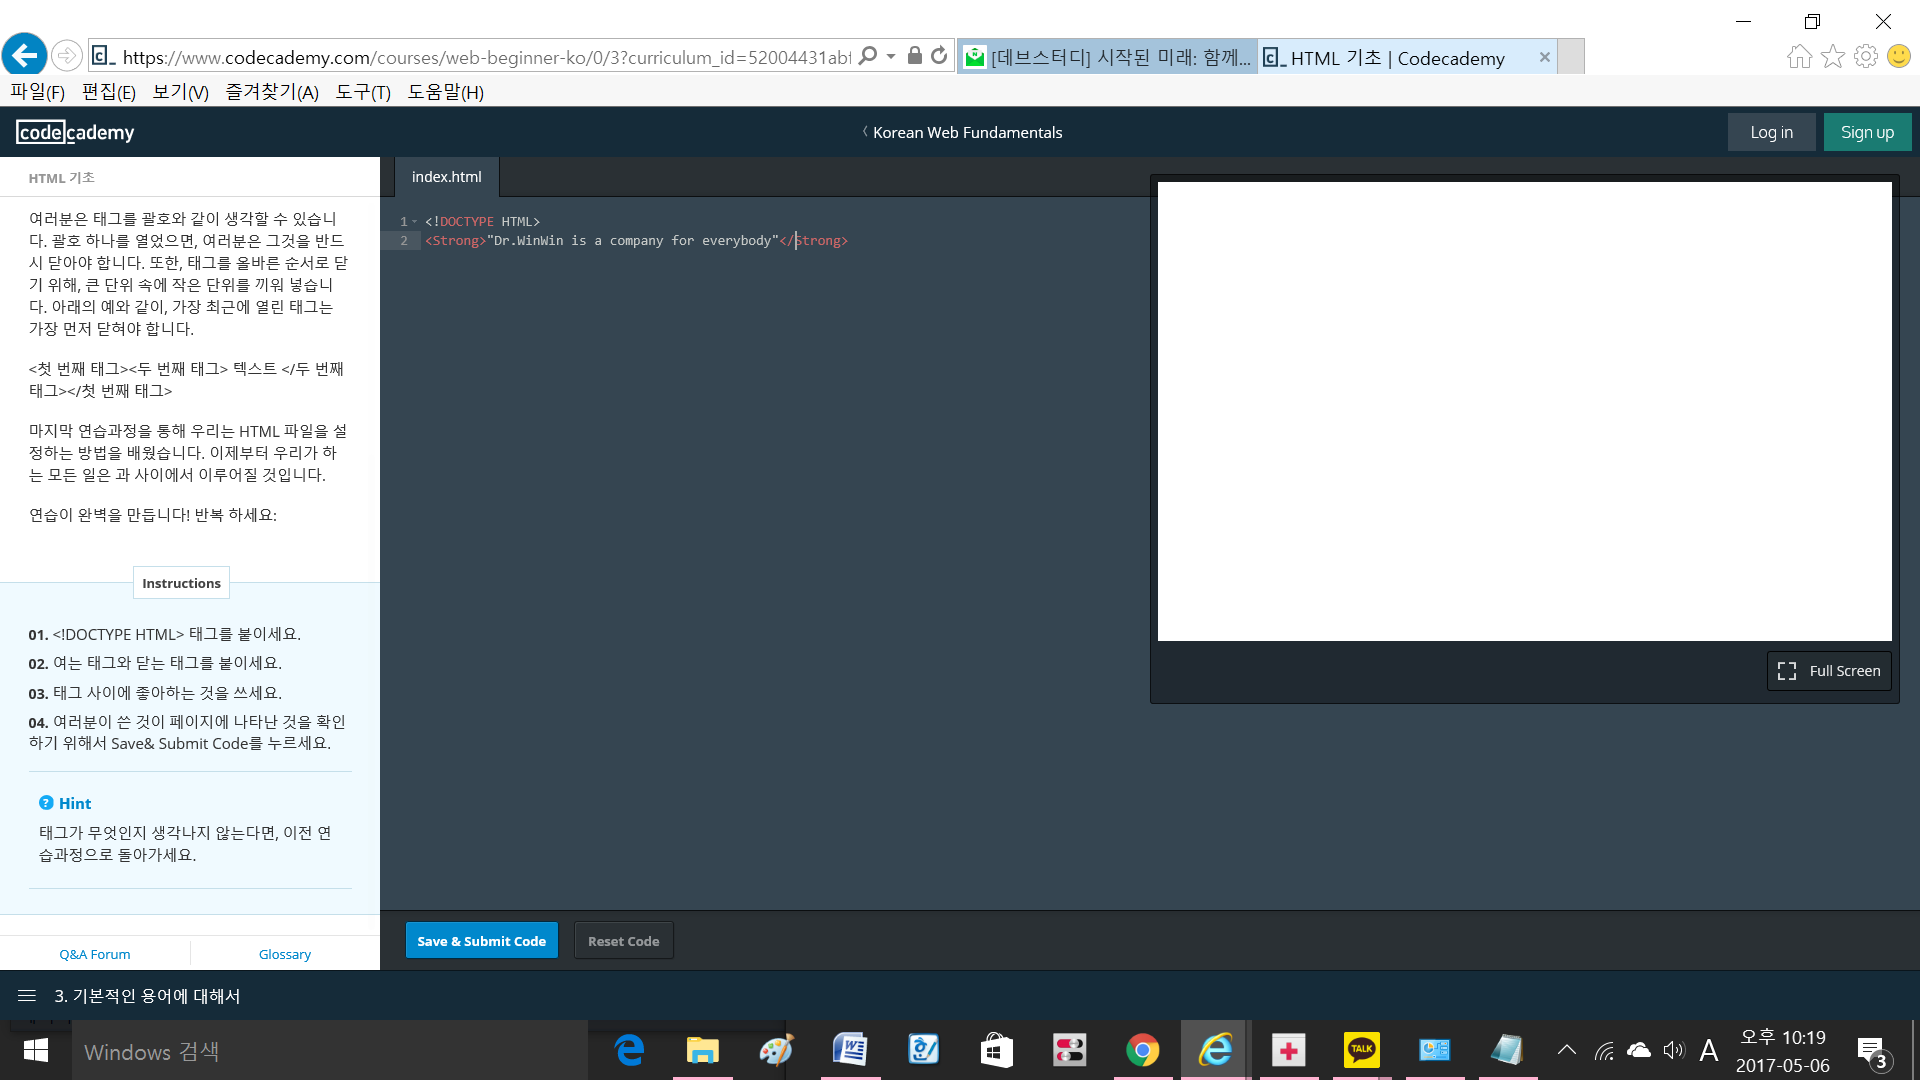 https://www.codecademy.com/courses/web-beginner-ko/0/3?curriculum_id=52004431abf
[데브스터디] 시작된 미래: 함께...
HTML 기초 | Codecademy
파일(F) 편집(E) 보기(V) 즐겨찾기(A) 도구(T) 도움말(H)
codecademy
Korean Web Fundamentals
Log in
Sign up
HTML 기초
여러분은 태그를 괄호와 같이 생각할 수 있습니
다. 괄호 하나를 열었으면, 여러분은 그것을 반드
시 닫아야 합니다. 또한, 태그를 올바른 순서로 닫
기 위해, 큰 단위 속에 작은 단위를 끼워 넣습니
다. 아래의 예와 같이, 가장 최근에 열린 태그는
가장 먼저 닫혀야 합니다.
<첫 번째 태그><두 번째 태그> 텍스트 </두 번째
태그></첫 번째 태그>
마지막 연습과정을 통해 우리는 HTML 파일을 설
정하는 방법을 배웠습니다. 이제부터 우리가 하
는 모든 일은 과 사이에서 이루어질 것입니다.
연습이 완벽을 만듭니다! 반복 하세요:
Instructions
01. <!DOCTYPE HTML> 태그를 붙이세요.
02. 여는 태그와 닫는 태그를 붙이세요.
03. 태그 사이에 좋아하는 것을 쓰세요.
04. 여러분이 쓴 것이 페이지에 나타난 것을 확인
하기 위해서 Save& Submit Code를 누르세요.
Hint
태그가 무엇인지 생각나지 않는다면, 이전 연
습과정으로 돌아가세요.
Q&A Forum
Glossary
index.html
1 <!DOCTYPE HTML>
2 <Strong>"Dr.WinWin is a company for everybody"</Strong>
Full Screen
Save & Submit Code
Reset Code
3. 기본적인 용어에 대해서
Windows 검색
TALK
A
오후 10:19
2017-05-06
3